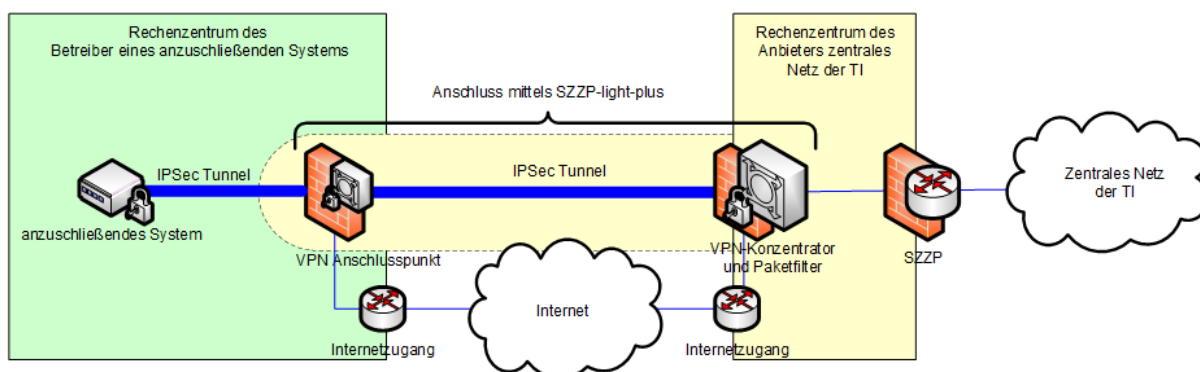 Rechenzentrum des
Betreiber eines anzuschließenden Systems
Rechenzentrum des
Anbieters zentrales
Netz der TI
Anschluss mittels SZZP-light-plus
IPSec Tunnel
IPSec Tunnel
Zentrales Netz
der TI
anzuschließendes System
VPN Anschlusspunkt
VPN-Konzentrator
und Paketfilter
SZZP
Internet
Internetzugang
Internetzugang